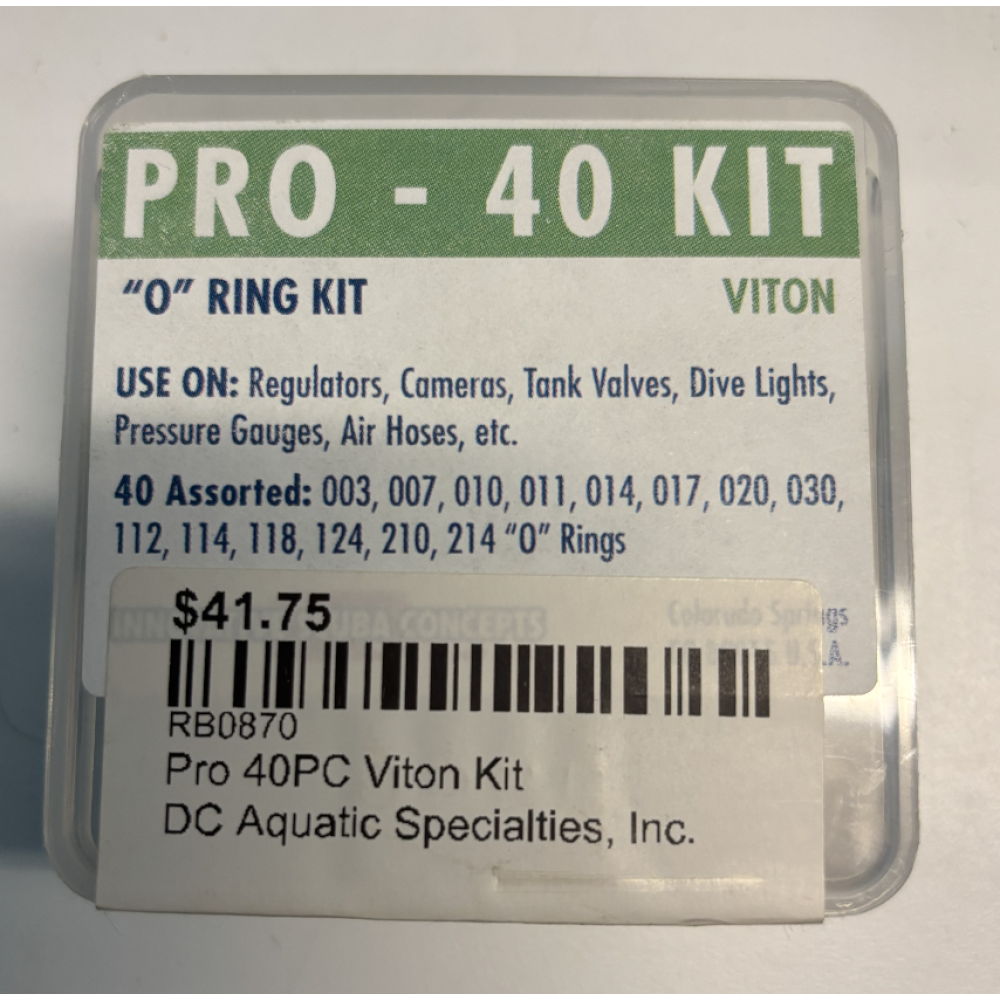 PRO - 40 KIT
“O” RING KIT VITON
USE ON: Regulators, Cameras, Tank Valves, Dive Lights,
Pressure Gauges, Air Hoses, etc.
40 Assorted: 003, 007, 010, 011, 014, 017, 020, 030,
112, 114, 118, 124, 210, 214 “O” Rings
$41.75
CONCEPTS Colorado Springs
U.S.A.
RB0870
Pro 40PC Viton Kit
DC Aquatic Specialties, Inc.